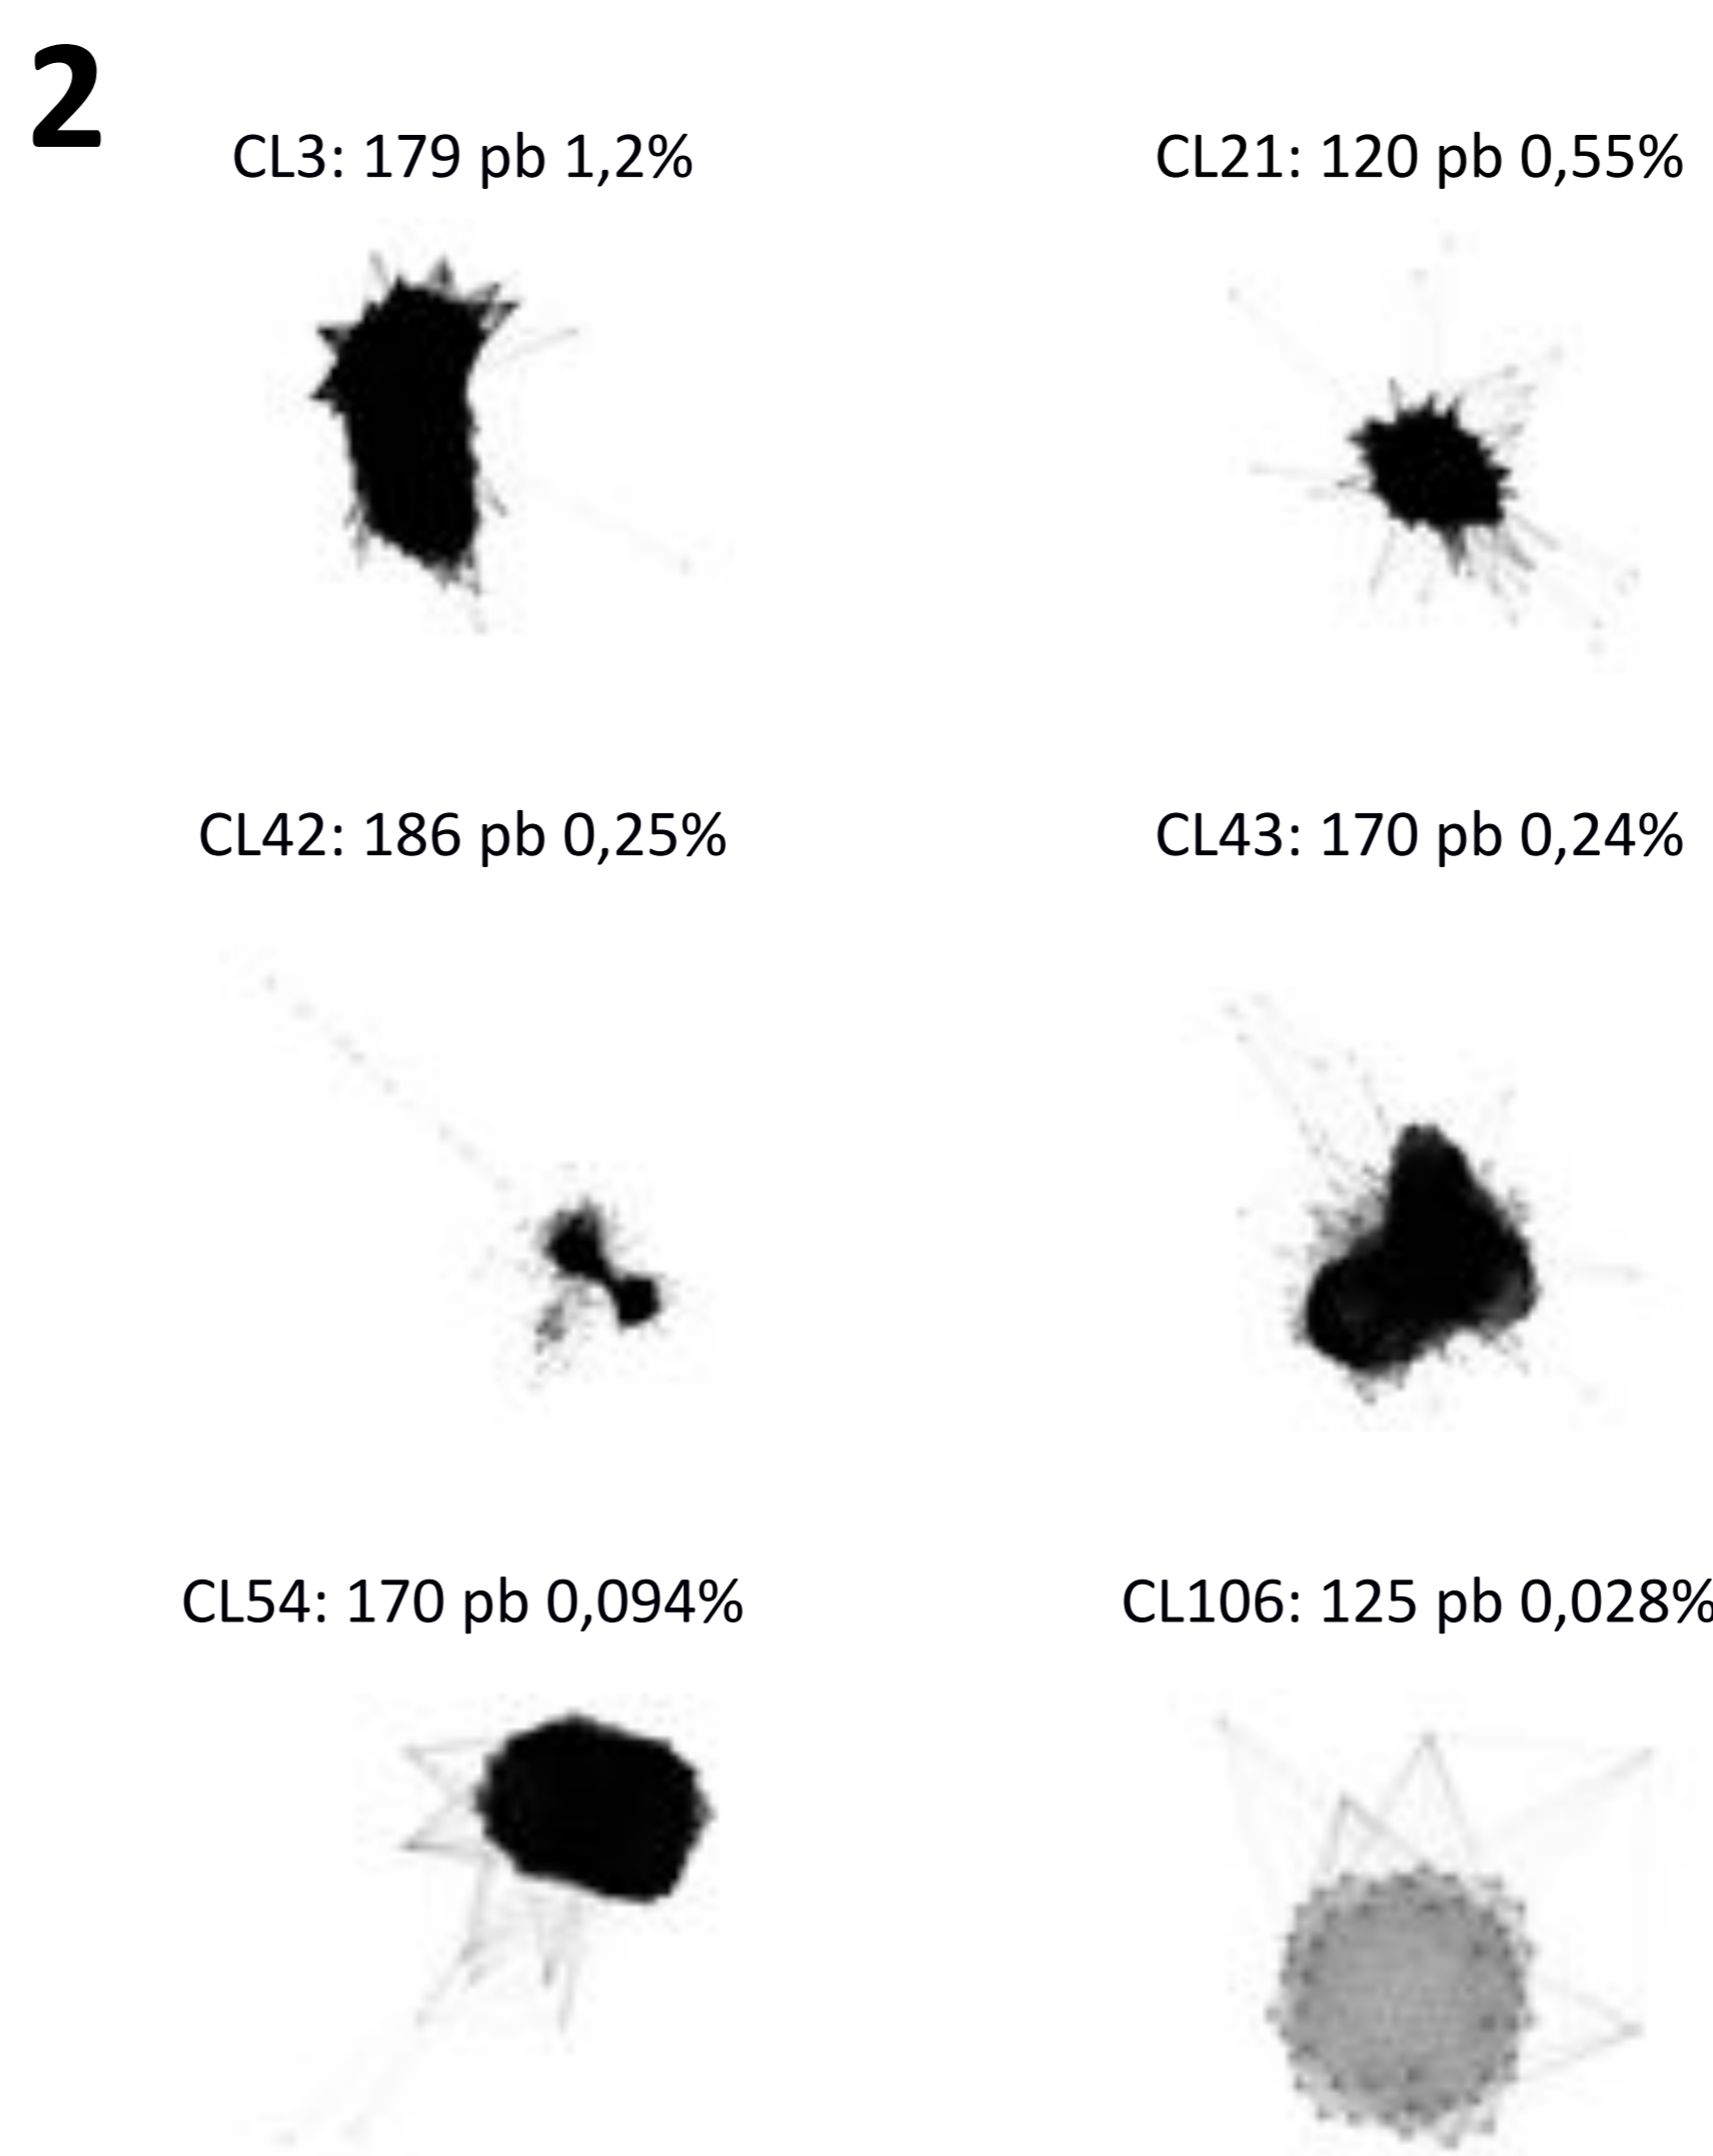 2
CL3: 179 pb 1,2%
CL21: 120 pb 0,55%
CL42: 186 pb 0,25%
CL43: 170 pb 0,24%
CL54: 170 pb 0,094%
CL106: 125 pb 0,028%